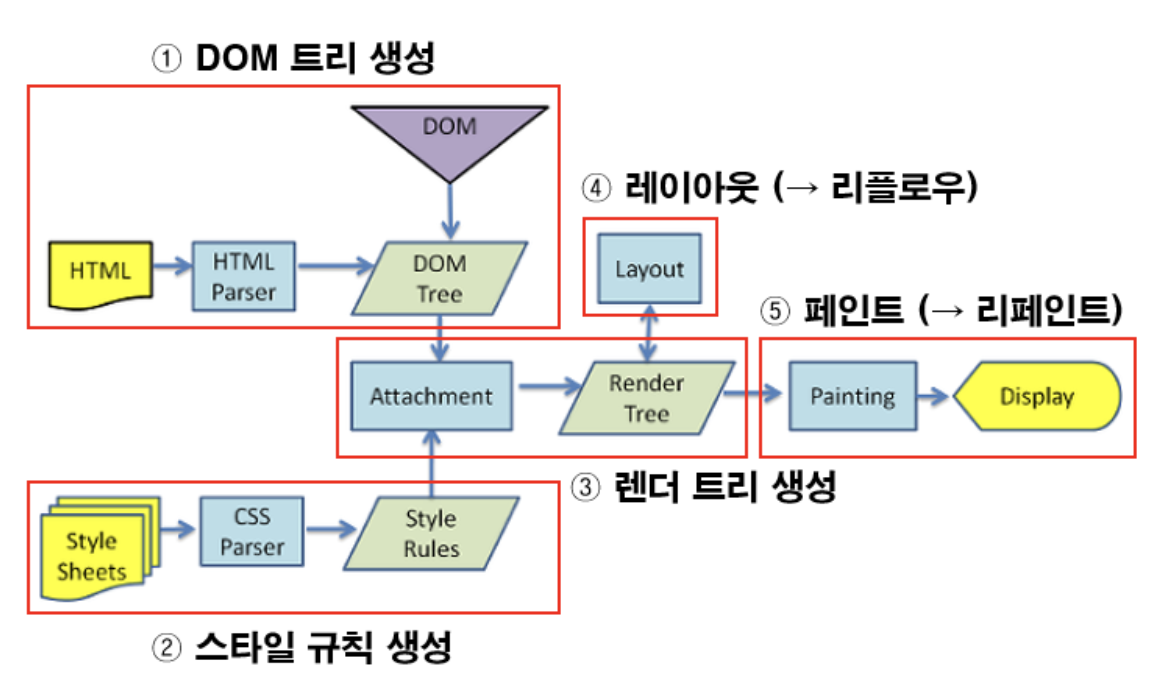 ① DOM 트리 생성
DOM
HTML
HTML
Parser
DOM
Tree
④ 레이아웃 (→ 리플로우)
Layout
⑤ 페인트 (→ 리페인트)
Attachment
Render
Tree
Painting
Display
③ 렌더 트리 생성
Style
Sheets
CSS
Parser
Style
Rules
② 스타일 규칙 생성